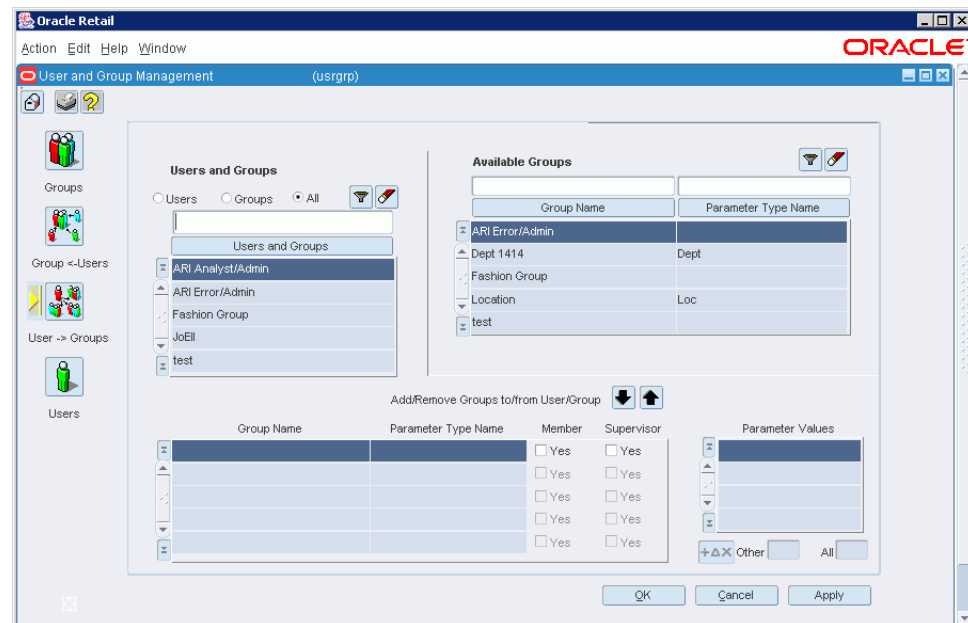 Oracle Retail
Action Edit Help Window
ORACLE
User and Group Management (usrgrp)
Groups
Group <-Users
User -> Groups
Users
Users and Groups
Users Groups All
Users and Groups
ARI Analyst/Admin
ARI Error/Admin
Fashion Group
JoEll
test
Available Groups
Group Name Parameter Type Name
ARI Error/Admin
Dept 1414 Dept
Fashion Group
Location Loc
test
Add/Remove Groups to/from User/Group
Group Name Parameter Type Name Member Supervisor
Yes Yes
Yes Yes
Yes Yes
Yes Yes
Yes Yes
Parameter Values
Other All
OK Cancel Apply